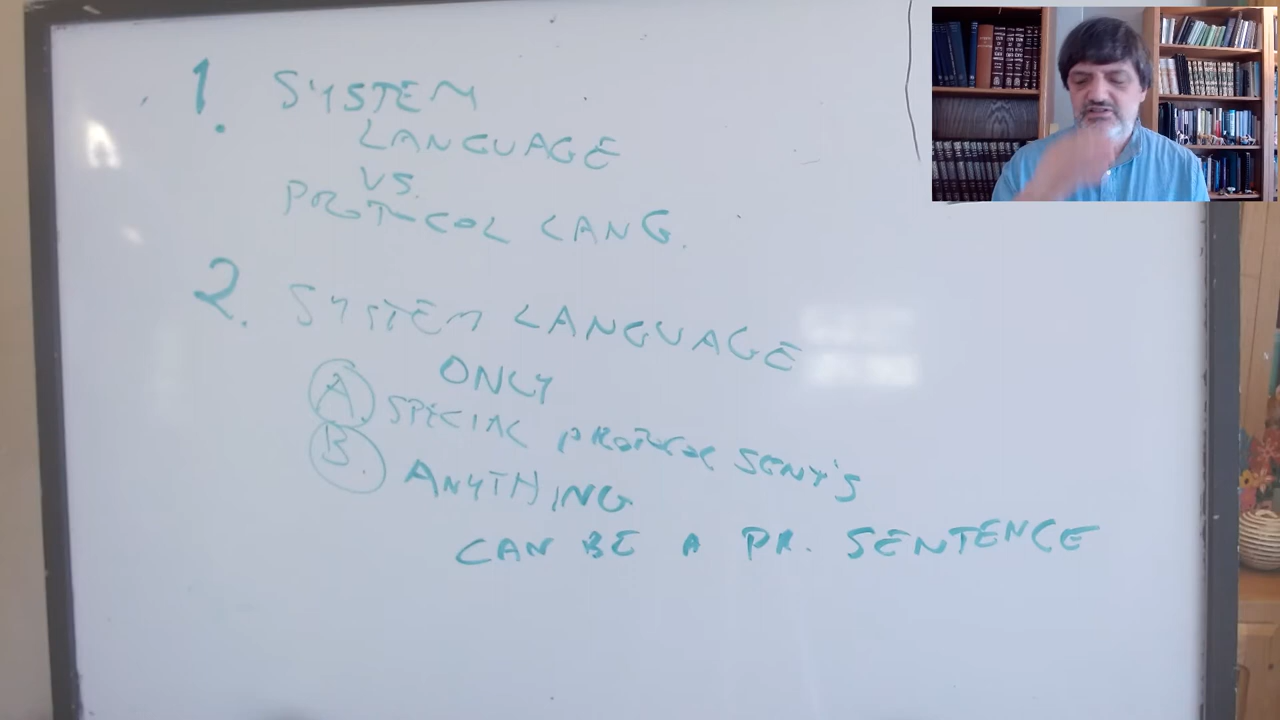 1. SYSTEM
LANGUAGE
VS.
PROTOCOL LANG.
2. SYSTEM LANGUAGE
ONLY
A. SPECIAL PROTOCOL SENT'S
B. ANYTHING
CAN BE A PR. SENTENCE